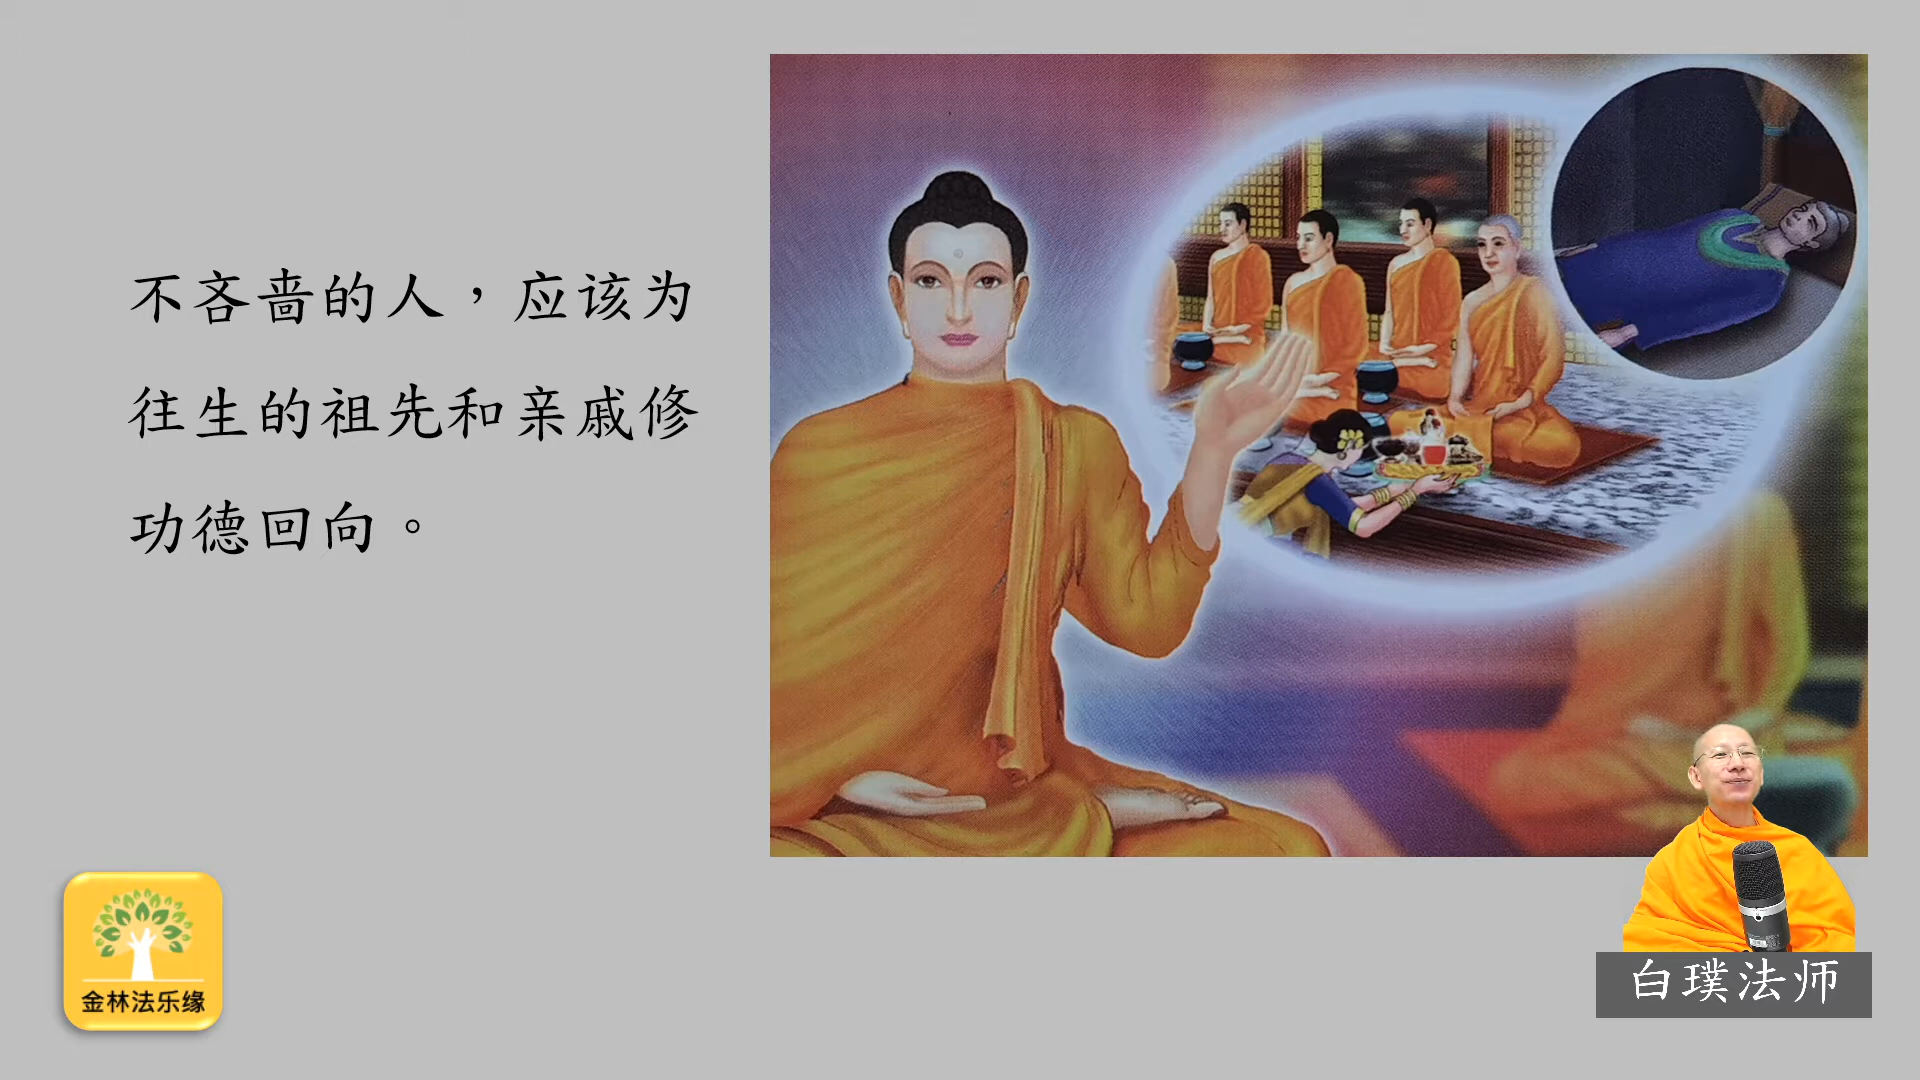 不吝啬的人，应该为
往生的祖先和亲戚修
功德回向。
金林法乐缘
白璞法师